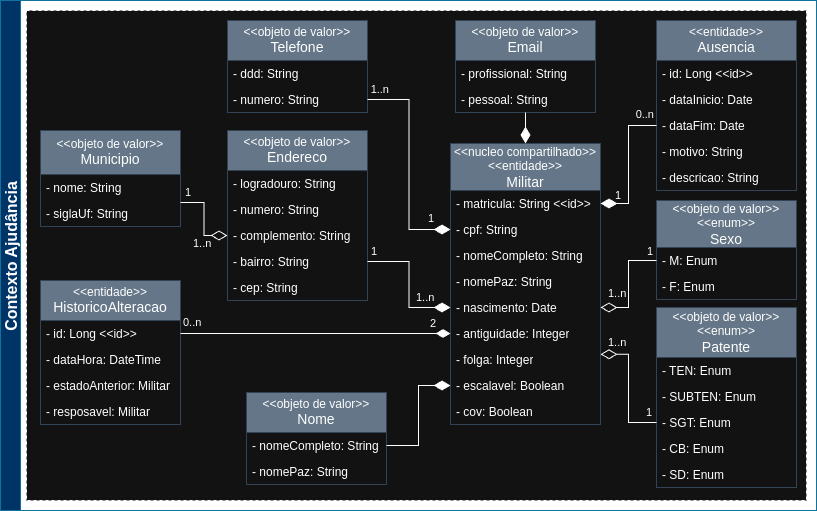 Contexto Ajudância
<<objeto de valor>>
Telefone
- ddd: String
- numero: String
1..n
1
<<objeto de valor>>
Email
- profissional: String
- pessoal: String
<<entidade>>
Ausencia
- id: Long <<id>>
- dataInicio: Date
- dataFim: Date
- motivo: String
- descricao: String
0..n
1
<<objeto de valor>>
Municipio
- nome: String
- siglaUf: String
1
1..n
<<objeto de valor>>
Endereco
- logradouro: String
- numero: String
- complemento: String
- bairro: String
- cep: String
1
1..n
<<nucleo compartilhado>>
<<entidade>>
Militar
- matricula: String <<id>>
- cpf: String
- nomeCompleto: String
- nomePaz: String
- nascimento: Date
- antiguidade: Integer
- folga: Integer
- escalavel: Boolean
- cov: Boolean
<<objeto de valor>>
<<enum>>
Sexo
- M: Enum
- F: Enum
1
1..n
<<entidade>>
HistoricoAlteracao
- id: Long <<id>>
- dataHora: DateTime
- estadoAnterior: Militar
- resposavel: Militar
0..n
2
<<objeto de valor>>
<<enum>>
Patente
- TEN: Enum
- SUBTEN: Enum
- SGT: Enum
- CB: Enum
- SD: Enum
1..n
1
<<objeto de valor>>
Nome
- nomeCompleto: String
- nomePaz: String